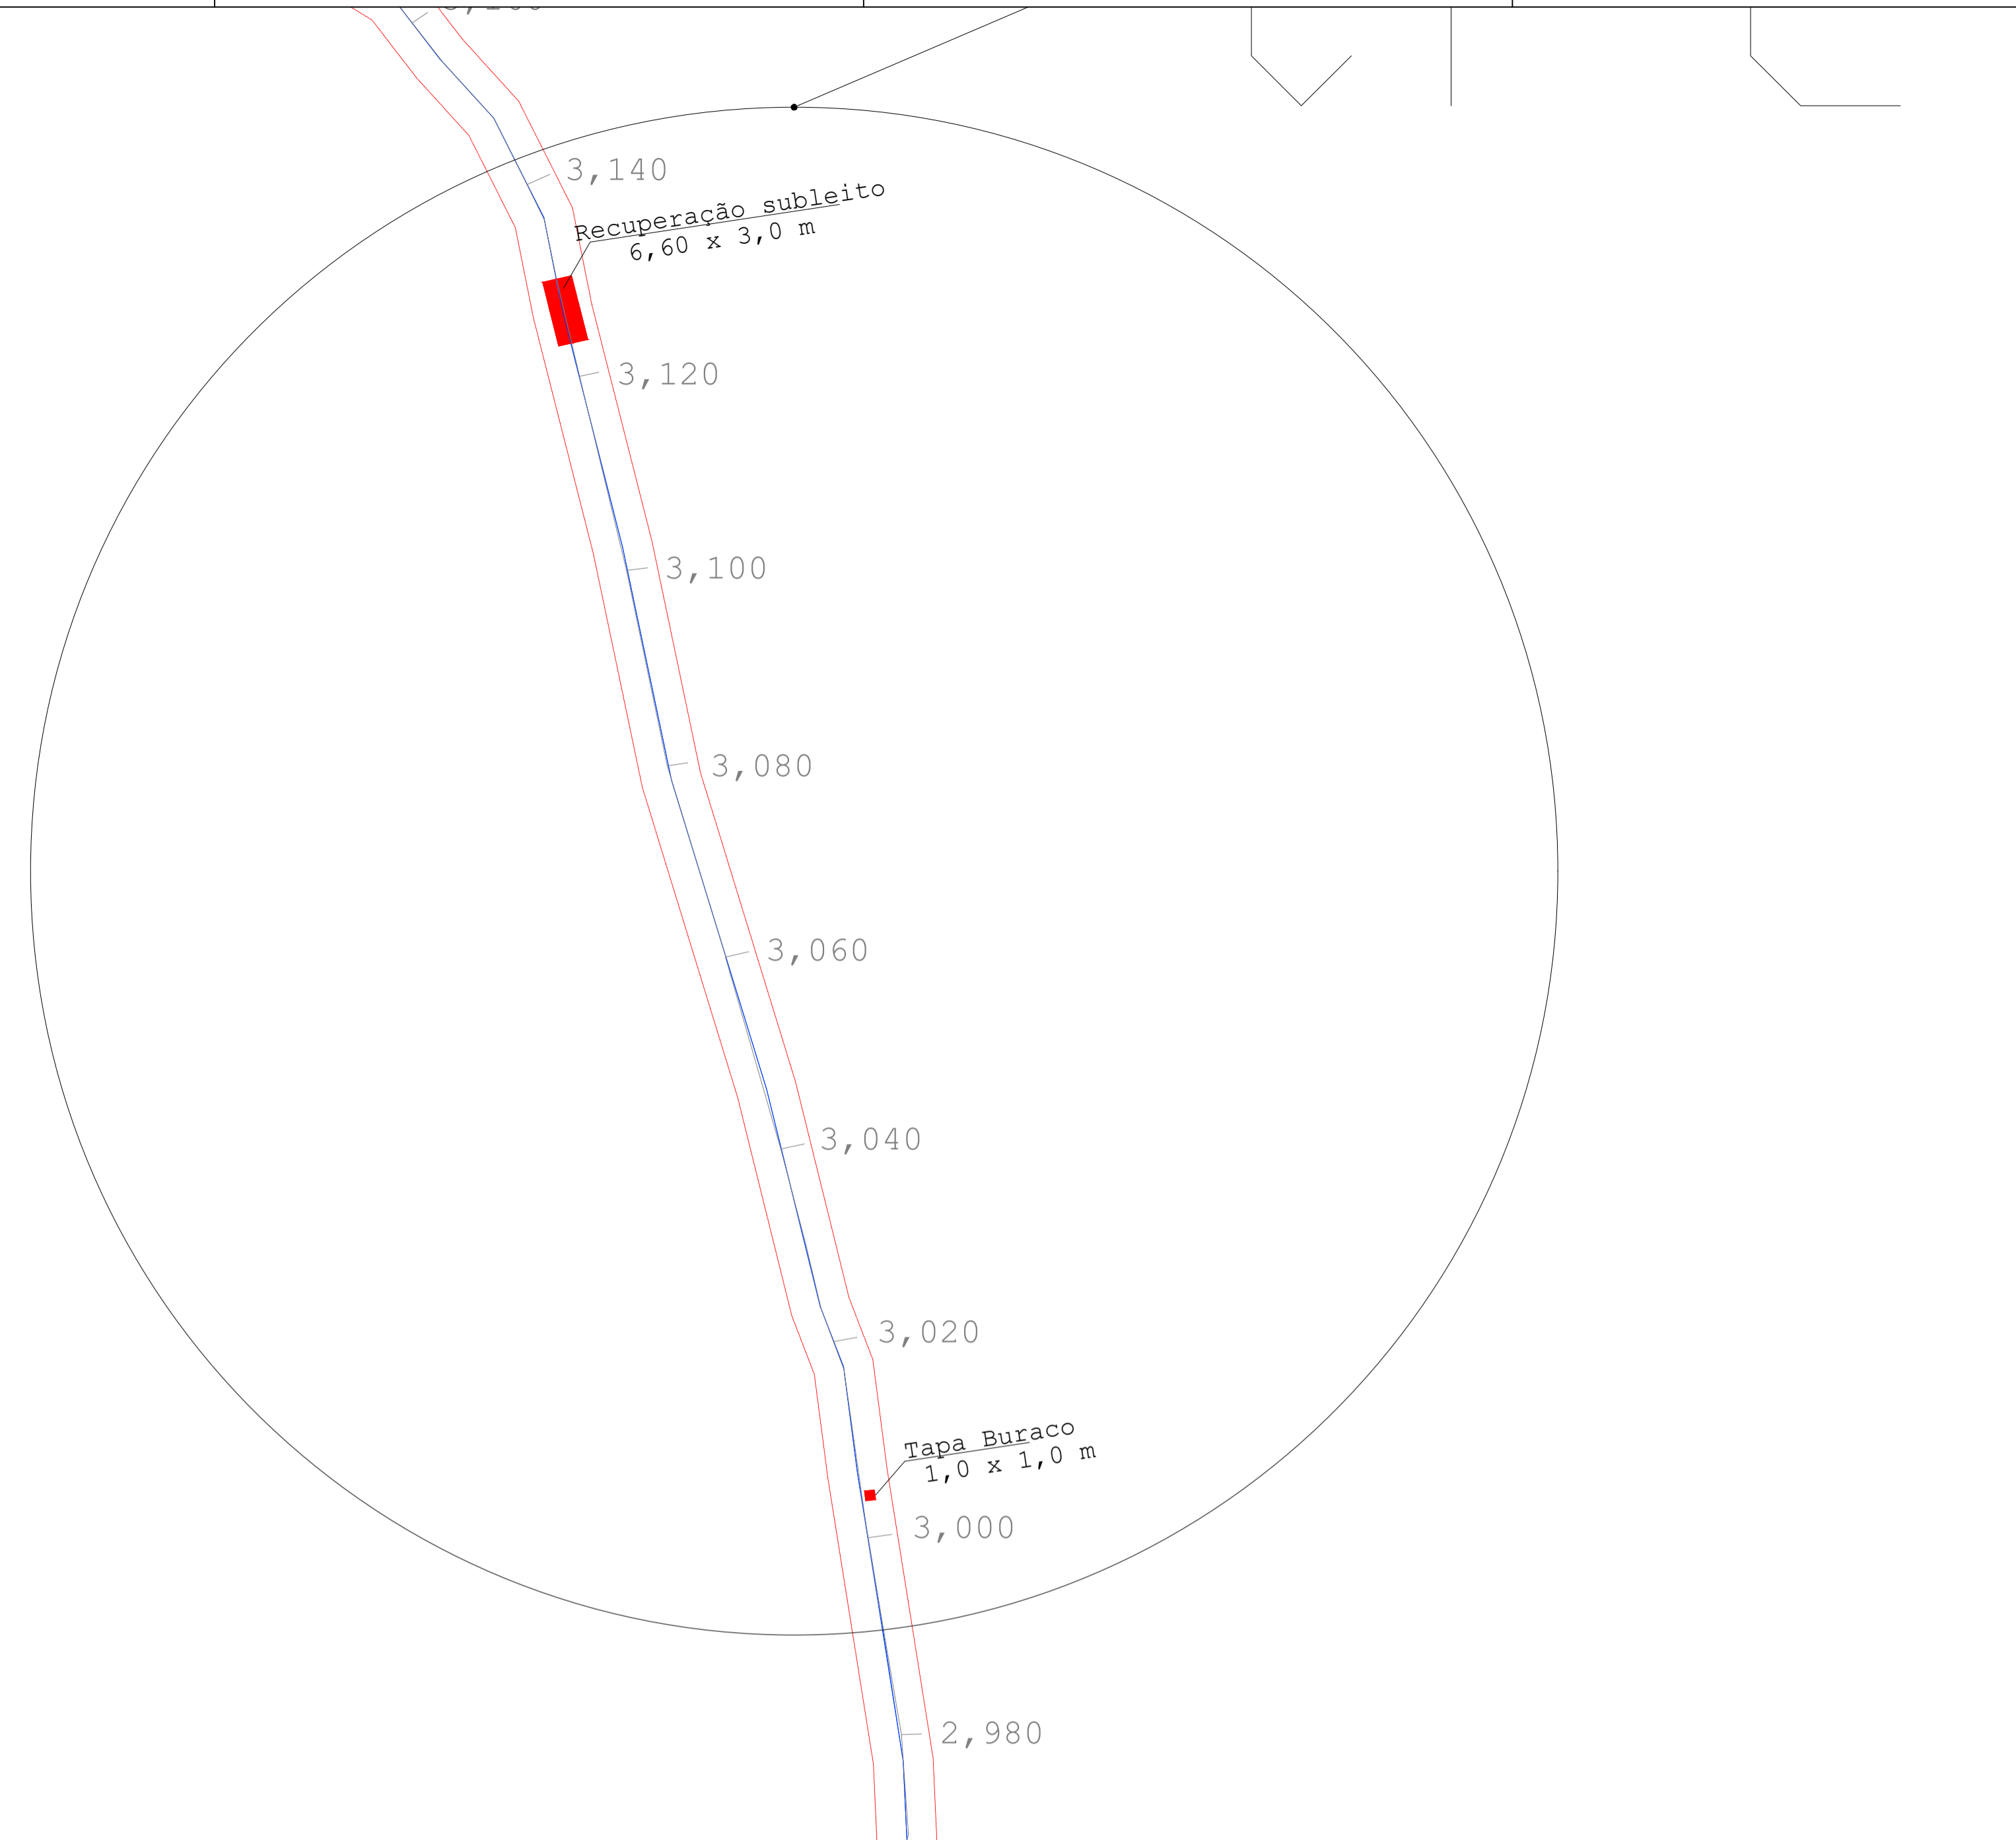 3,140
Recuperação subleito
6,60 x 3,0 m
3,120
3,100
3,080
3,060
3,040
3,020
Tapa Buraco
1,0 x 1,0 m
3,000
2,980